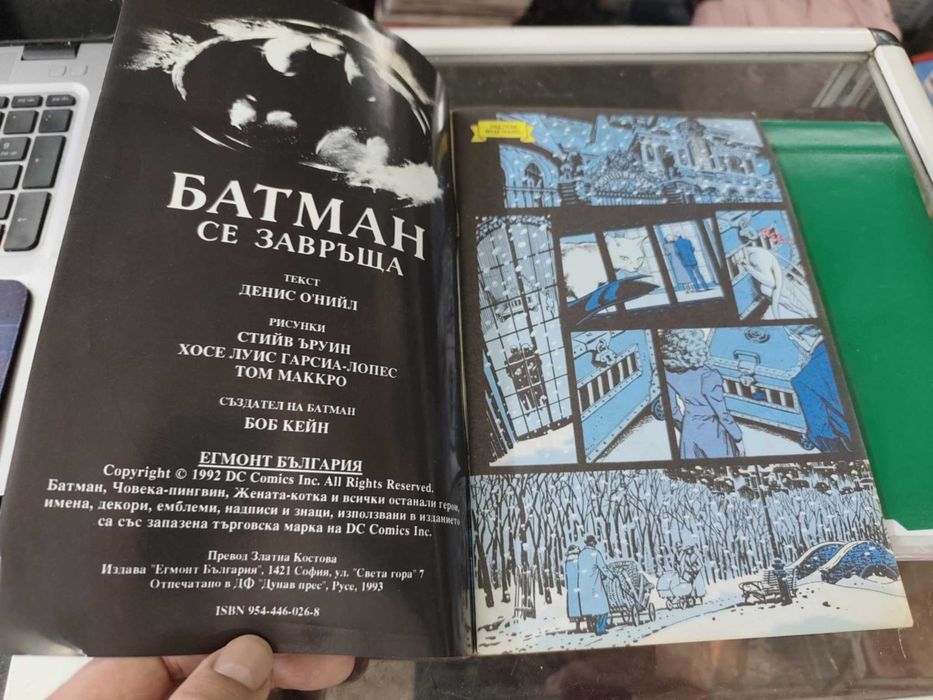 БАТМАН
СЕ ЗАВРЪЩА
ТЕКСТ
ДЕНИС О'НИЙЛ
РИСУНКИ
СТИЙВ ЪРУИН
ХОСЕ ЛУИС ГАРСИА-ЛОПЕС
ТОМ МАККРО
СЪЗДАТЕЛ НА БАТМАН
БОБ КЕЙН
ЕГМОНТ БЪЛГАРИЯ
Copyright © 1992 DC Comics Inc. All Rights Reserved.
Батман, Човека-пингвин, Жената-котка и всички останали герои,
имена, декори, емблеми, надписи и знаци, използвани в изданието
са със запазена търговска марка на DC Comics Inc.
Превод Златна Костова
Издава "Егмонт България", 1421 София, ул. "Света гора" 7
Отпечатано в ДФ "Дунав прес", Русе, 1993
ISBN 954-446-026-8